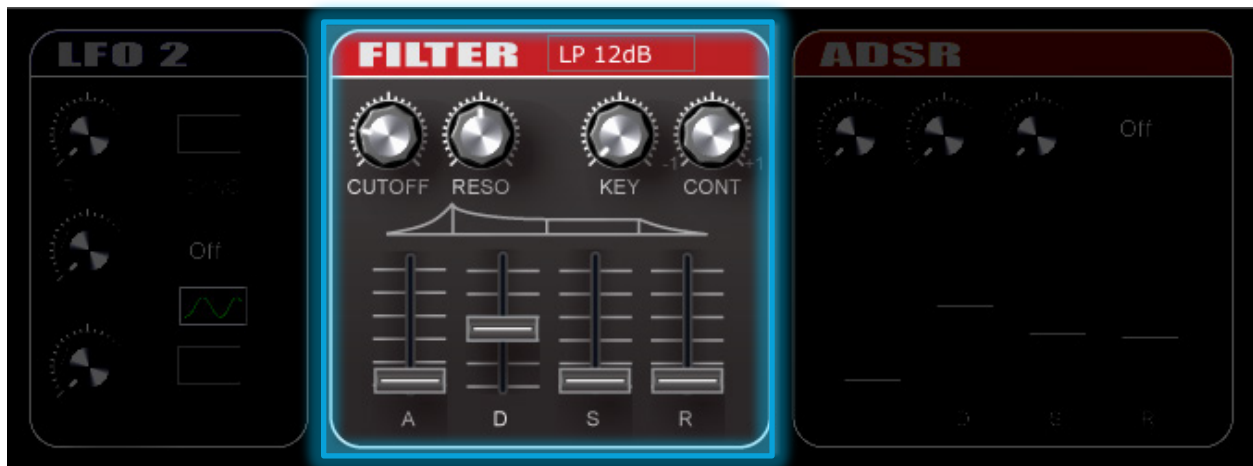 LFO 2
FILTER LP 12dB
ADSR
Off
CUTOFF RESO KEY -1 CONT +1
Off
A D S R
D S R